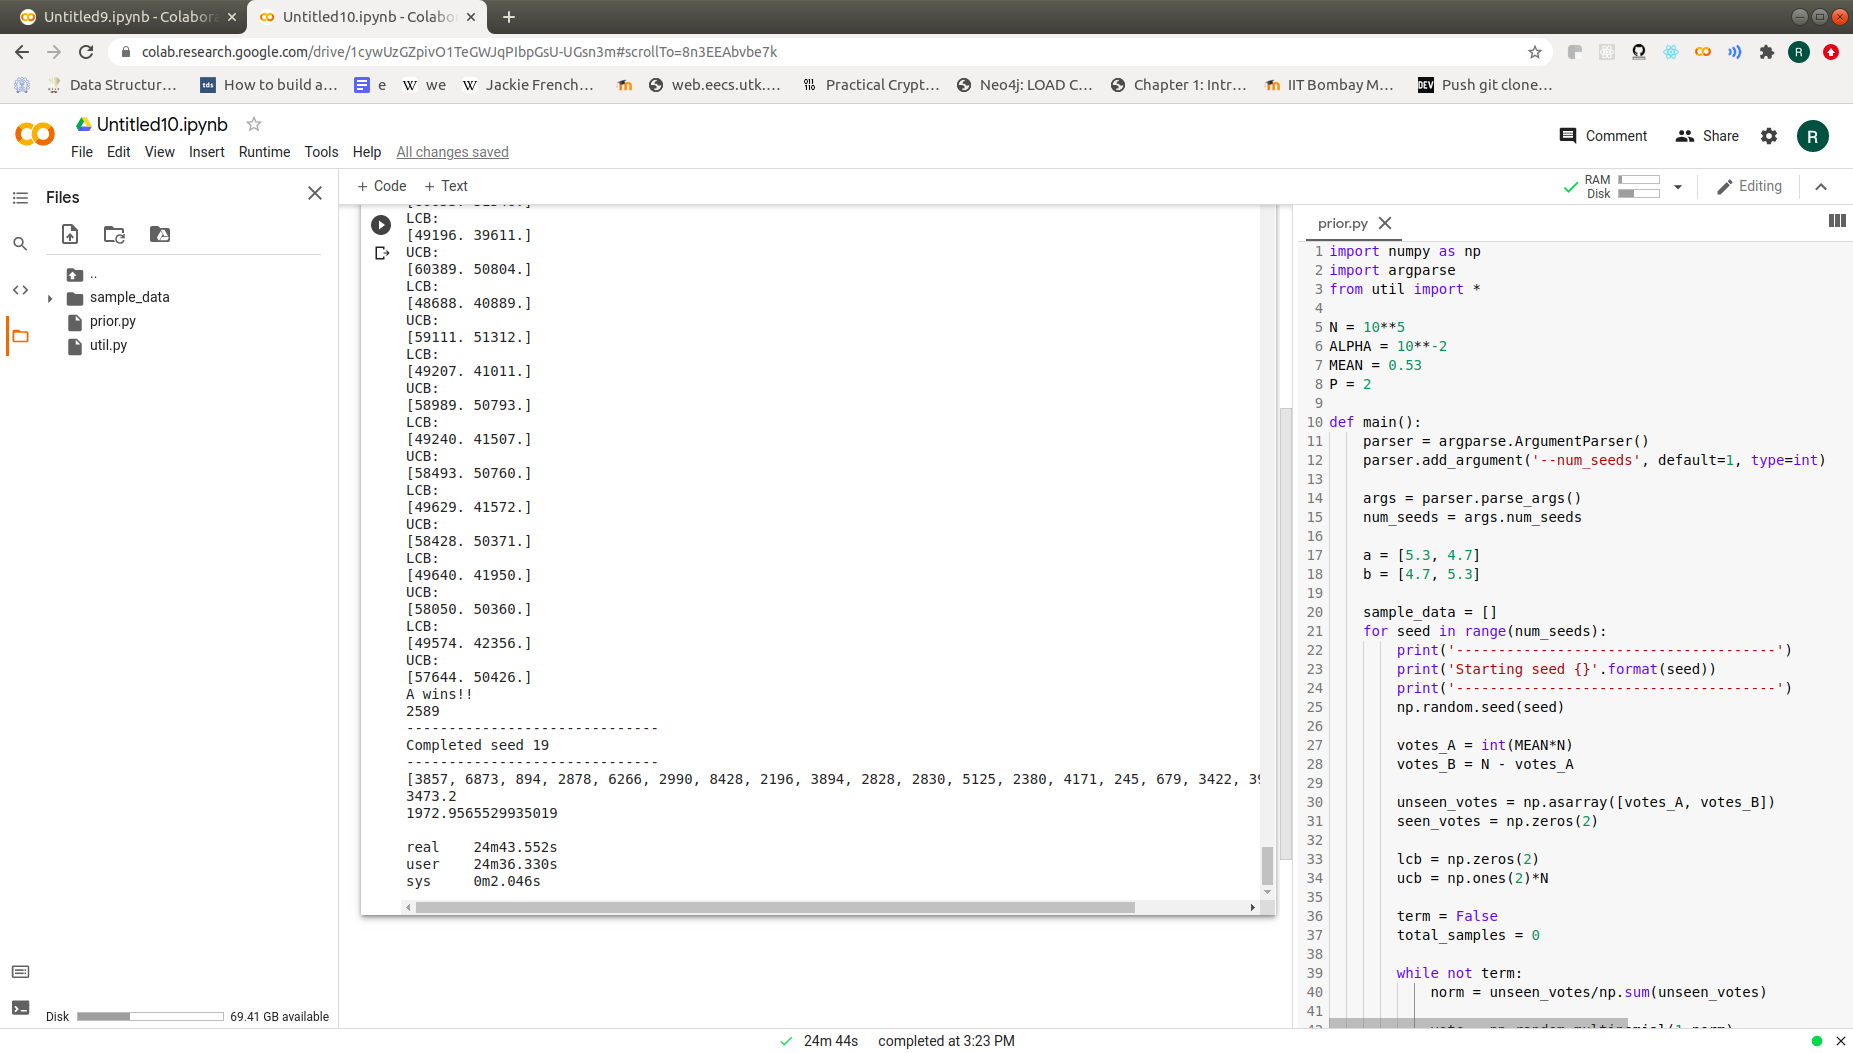 Untitled9.ipynb - Colabora
Untitled10.ipynb - Colabo
colab.research.google.com/drive/1cywUzGZpivO1TeGWJqPIbpGsU-UGsn3m#scrollTo=8n3EEAbvbe7k
R
Data Structur...
tds How to build a...
e
W we
W Jackie French...
web.eecs.utk....
Practical Crypt...
Neo4j: LOAD C...
Chapter 1: Intr...
IIT Bombay M...
DEV Push git clone...
Untitled10.ipynb
Comment
Share
R
File Edit View Insert Runtime Tools Help All changes saved
Files
+ Code + Text
RAM
Disk
Editing
..
sample_data
prior.py
util.py
Disk
69.41 GB available
LCB:
[49196. 39611.]
UCB:
[60389. 50804.]
LCB:
[48688. 40889.]
UCB:
[59111. 51312.]
LCB:
[49207. 41011.]
UCB:
[58989. 50793.]
LCB:
[49240. 41507.]
UCB:
[58493. 50760.]
LCB:
[49629. 41572.]
UCB:
[58428. 50371.]
LCB:
[49640. 41950.]
UCB:
[58050. 50360.]
LCB:
[49574. 42356.]
UCB:
[57644. 50426.]
A wins!!
2589
------------------------------
Completed seed 19
------------------------------
[3857, 6873, 894, 2878, 6266, 2990, 8428, 2196, 3894, 2828, 2830, 5125, 2380, 4171, 245, 679, 3422, 39
3473.2
1972.9565529935019
real 24m43.552s
user 24m36.330s
sys 0m2.046s
prior.py
1 import numpy as np
2 import argparse
3 from util import *
4
5 N = 10**5
6 ALPHA = 10**-2
7 MEAN = 0.53
8 P = 2
9
10 def main():
11 parser = argparse.ArgumentParser()
12 parser.add_argument('--num_seeds', default=1, type=int)
13
14 args = parser.parse_args()
15 num_seeds = args.num_seeds
16
17 a = [5.3, 4.7]
18 b = [4.7, 5.3]
19
20 sample_data = []
21 for seed in range(num_seeds):
22 print('--------------------------------------')
23 print('Starting seed {}'.format(seed))
24 print('--------------------------------------')
25 np.random.seed(seed)
26
27 votes_A = int(MEAN*N)
28 votes_B = N - votes_A
29
30 unseen_votes = np.asarray([votes_A, votes_B])
31 seen_votes = np.zeros(2)
32
33 lcb = np.zeros(2)
34 ucb = np.ones(2)*N
35
36 term = False
37 total_samples = 0
38
39 while not term:
40 norm = unseen_votes/np.sum(unseen_votes)
41
24m 44s completed at 3:23 PM